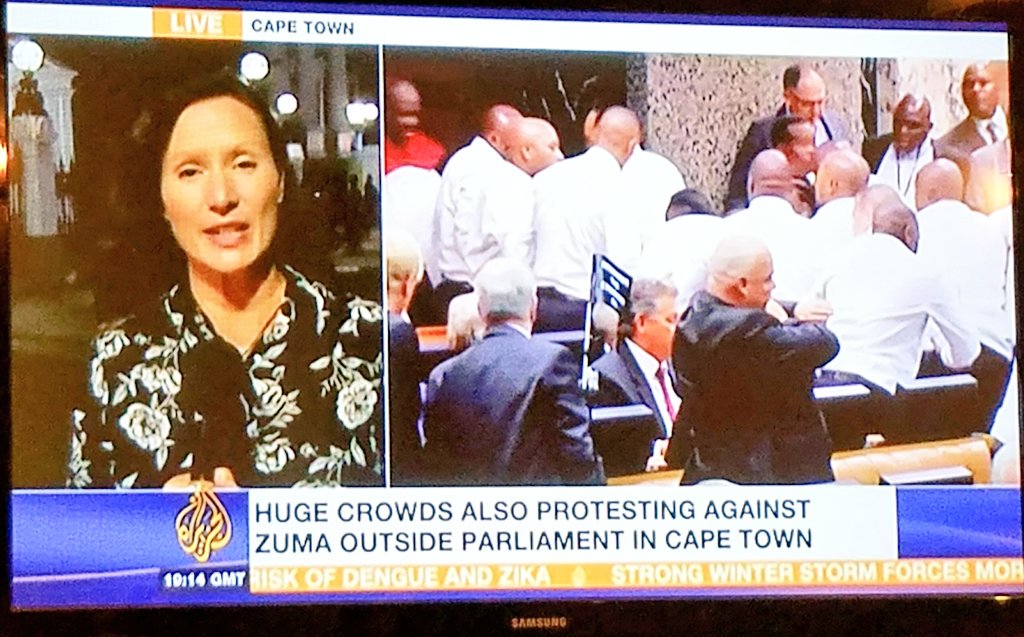 LIVE CAPE TOWN
HUGE CROWDS ALSO PROTESTING AGAINST
ZUMA OUTSIDE PARLIAMENT IN CAPE TOWN
19:14 GMT RISK OF DENGUE AND ZIKA STRONG WINTER STORM FORCES MOR
SAMSUNG